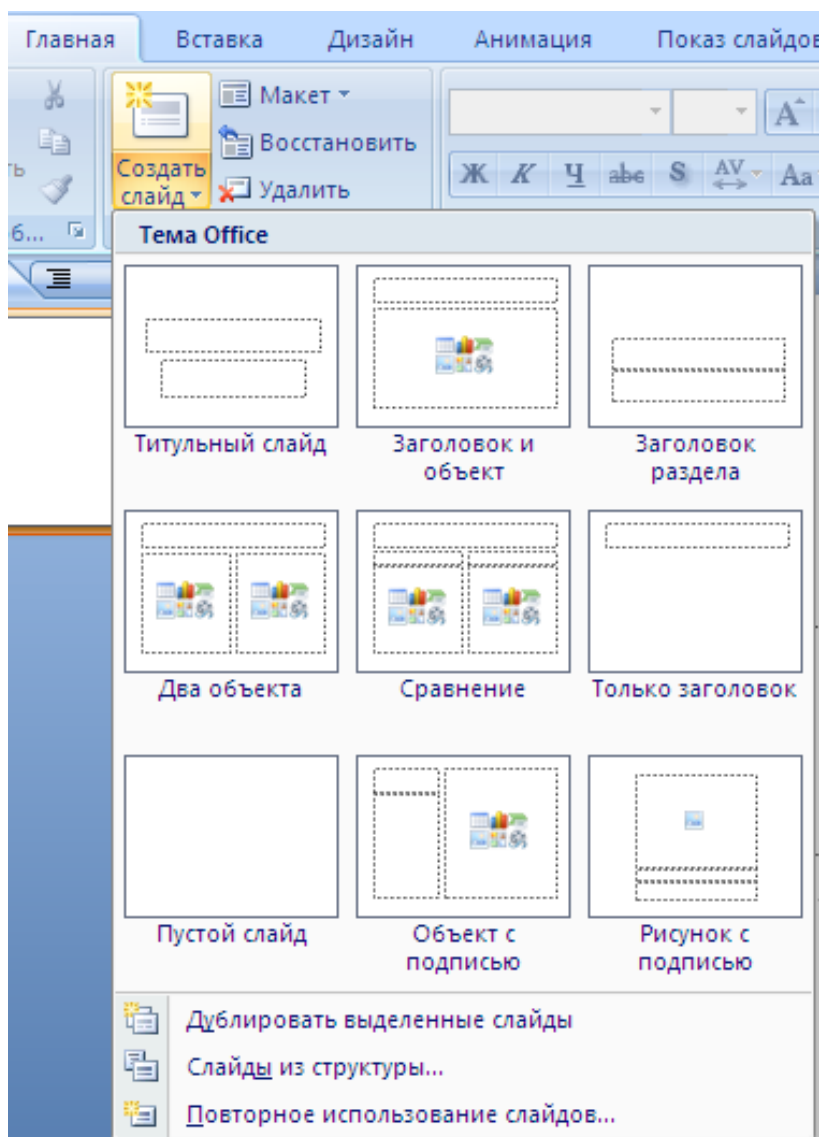 Главная Вставка Дизайн Анимация Показ слайдов
Макет
Восстановить
Создать
слайд
Удалить
Ж К Ч abc S AV Aa
A
Тема Office
Титульный слайд
Заголовок и
объект
Заголовок
раздела
Два объекта
Сравнение
Только заголовок
Пустой слайд
Объект с
подписью
Рисунок с
подписью
Дублировать выделенные слайды
Слайды из структуры...
Повторное использование слайдов...